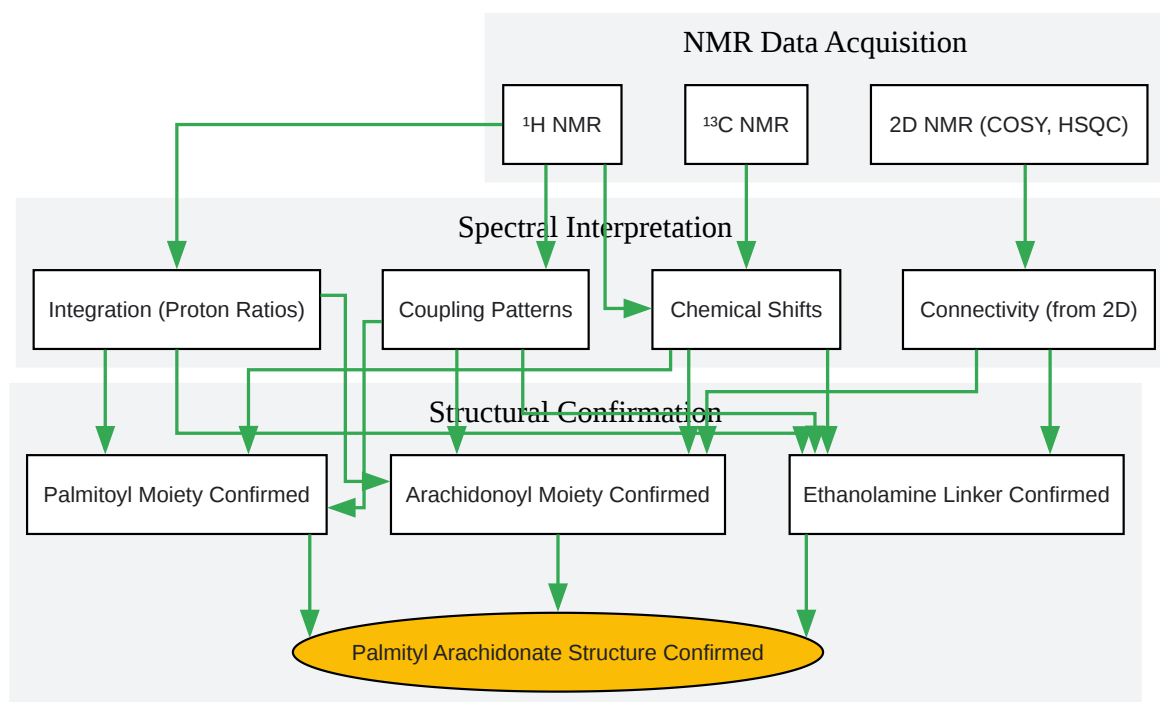 NMR Data Acquisition
¹H NMR
¹³C NMR
2D NMR (COSY, HSQC)
Spectral Interpretation
Integration (Proton Ratios)
Coupling Patterns
Chemical Shifts
Connectivity (from 2D)
Structural Confirmation
Palmitoyl Moiety Confirmed
Arachidonoyl Moiety Confirmed
Ethanolamine Linker Confirmed
Palmityl Arachidonate Structure Confirmed